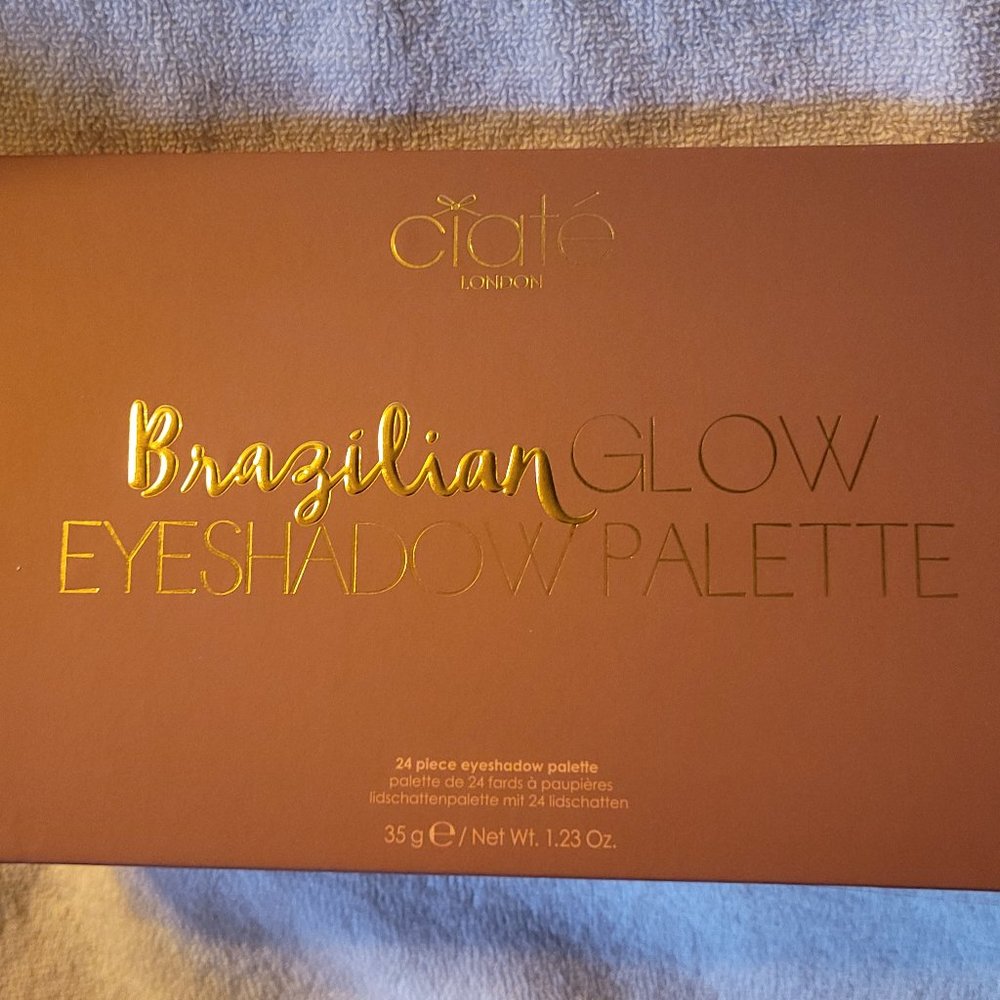 ciaté
LONDON
Brazilian GLOW
EYESHADOW PALETTE
24 piece eyeshadow palette
palette de 24 fards à paupières
lidschattenpalette mit 24 lidschatten
35 g ℮ / Net Wt. 1.23 Oz.